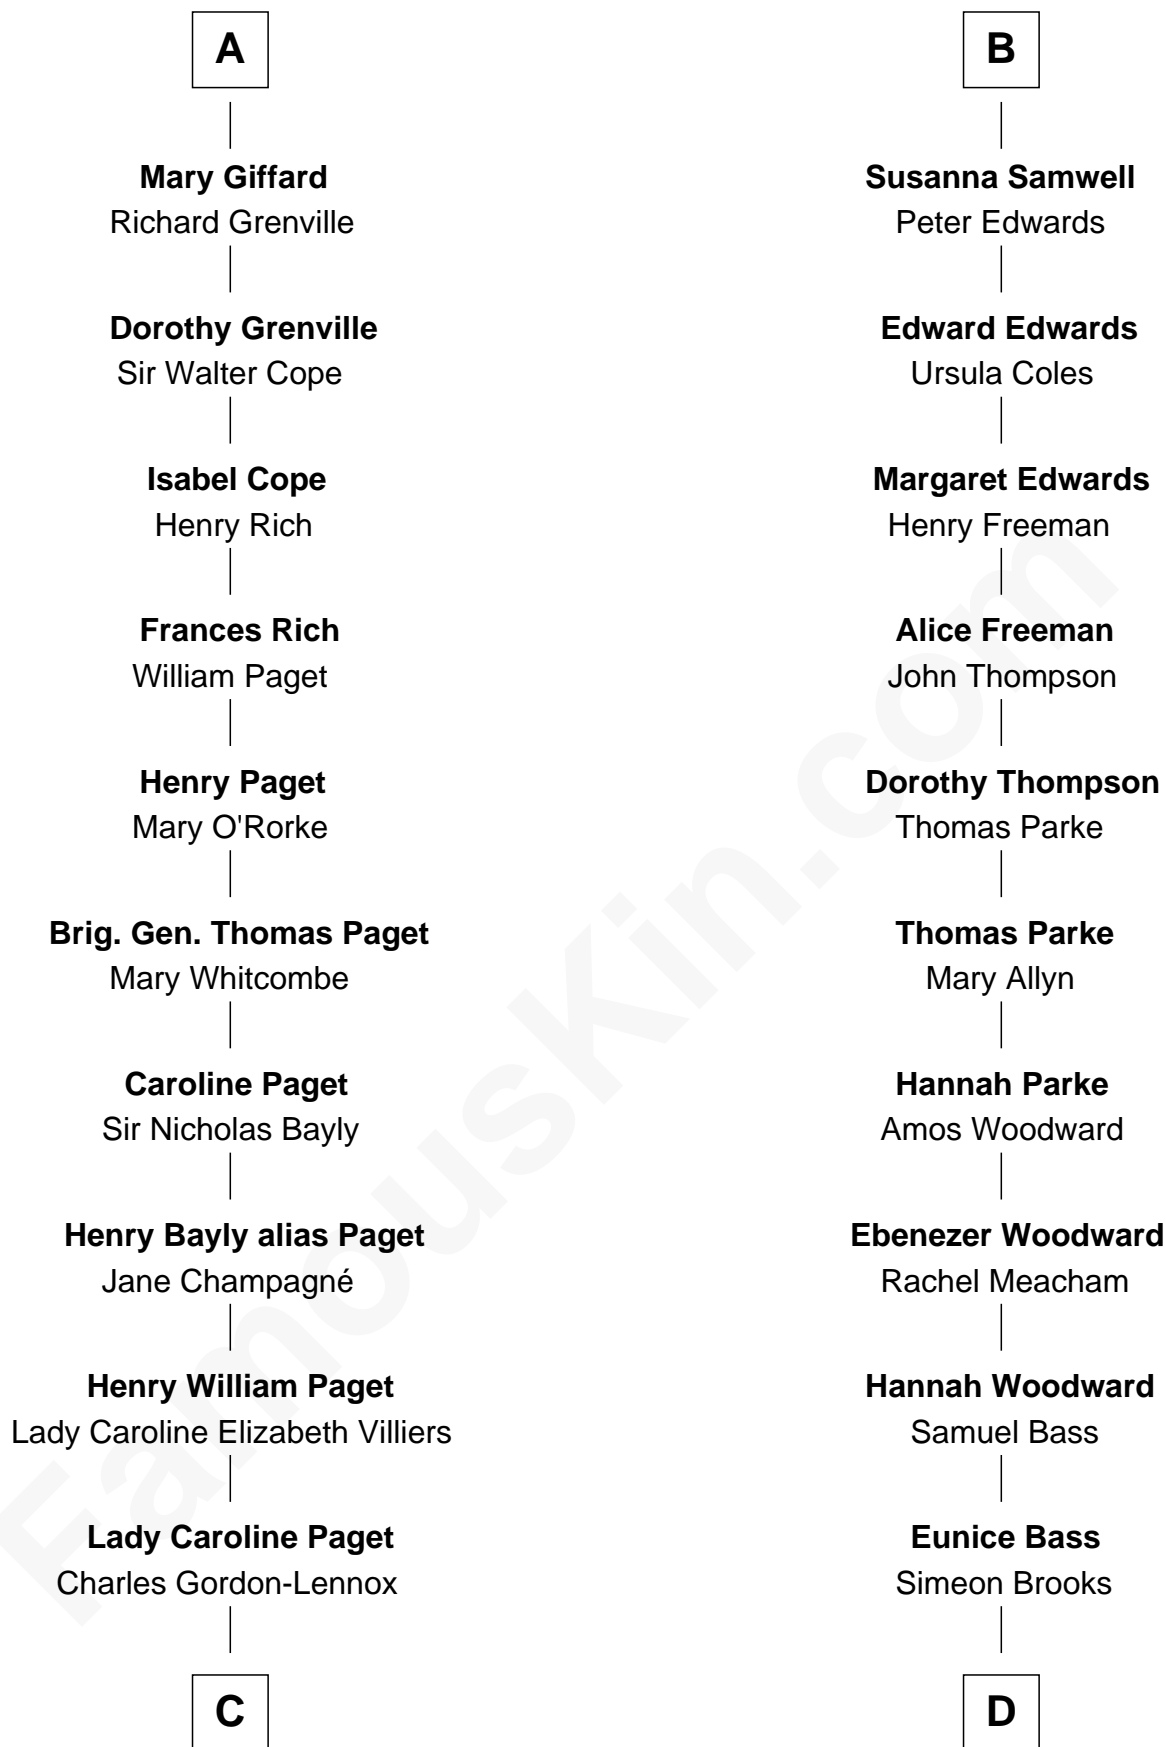 A
Mary Giffard
Richard Grenville
Dorothy Grenville
Sir Walter Cope
Isabel Cope
Henry Rich
Frances Rich
William Paget
Henry Paget
Mary O'Rorke
Brig. Gen. Thomas Paget
Mary Whitcombe
Caroline Paget
Sir Nicholas Bayly
Henry Bayly alias Paget
Jane Champagné
Henry William Paget
Lady Caroline Elizabeth Villiers
Lady Caroline Paget
Charles Gordon-Lennox
C
B
Susanna Samwell
Peter Edwards
Edward Edwards
Ursula Coles
Margaret Edwards
Henry Freeman
Alice Freeman
John Thompson
Dorothy Thompson
Thomas Parke
Thomas Parke
Mary Allyn
Hannah Parke
Amos Woodward
Ebenezer Woodward
Rachel Meacham
Hannah Woodward
Samuel Bass
Eunice Bass
Simeon Brooks
D
FamousKin.com